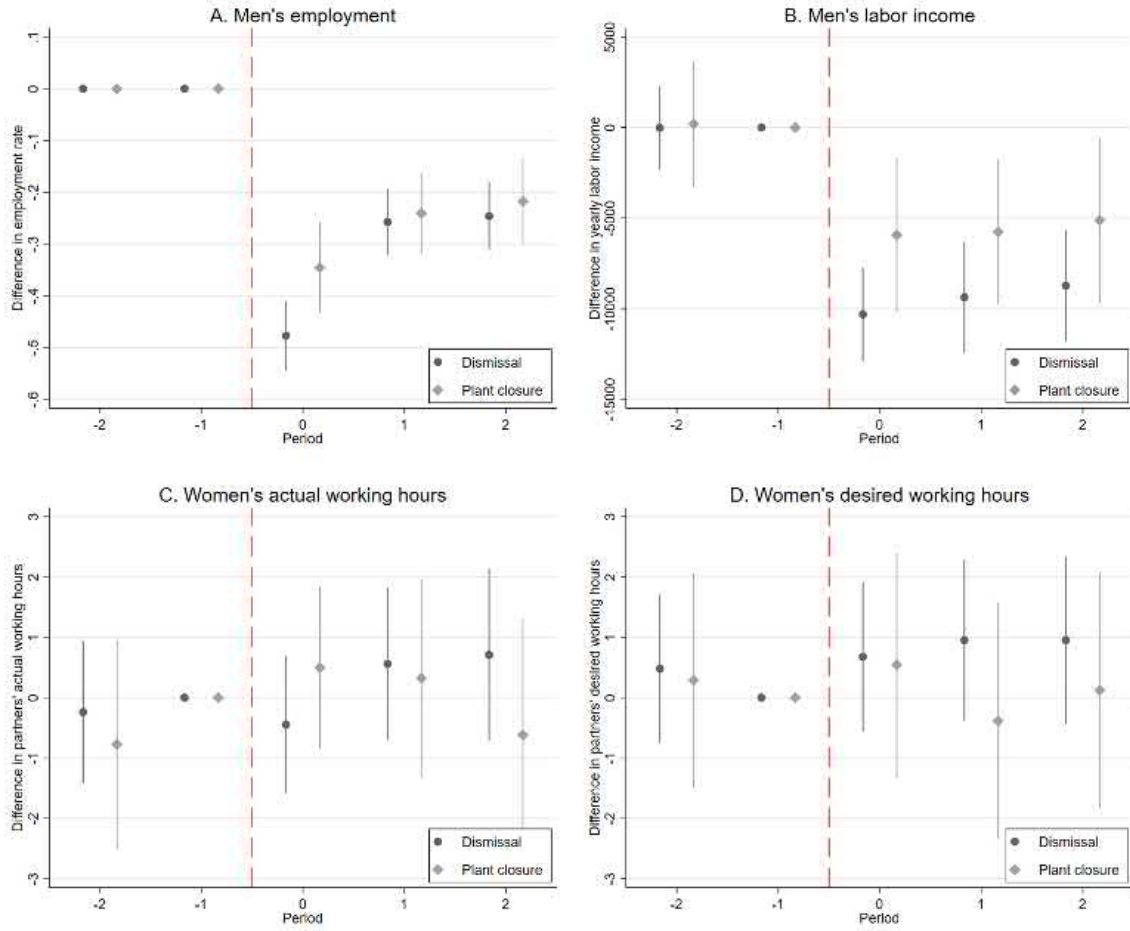 A. Men's employment
Difference in employment rate
.1
0
-.1
-.2
-.3
-.4
-.5
-.6
Dismissal
Plant closure
-2 -1 0 1 2
Period
B. Men's labor income
Difference in yearly labor income
5000
0
-5000
-10000
-15000
Dismissal
Plant closure
-2 -1 0 1 2
Period
C. Women's actual working hours
Difference in partners' actual working hours
3
2
1
0
-1
-2
-3
Dismissal
Plant closure
-2 -1 0 1 2
Period
D. Women's desired working hours
Difference in partners' desired working hours
3
2
1
0
-1
-2
-3
Dismissal
Plant closure
-2 -1 0 1 2
Period